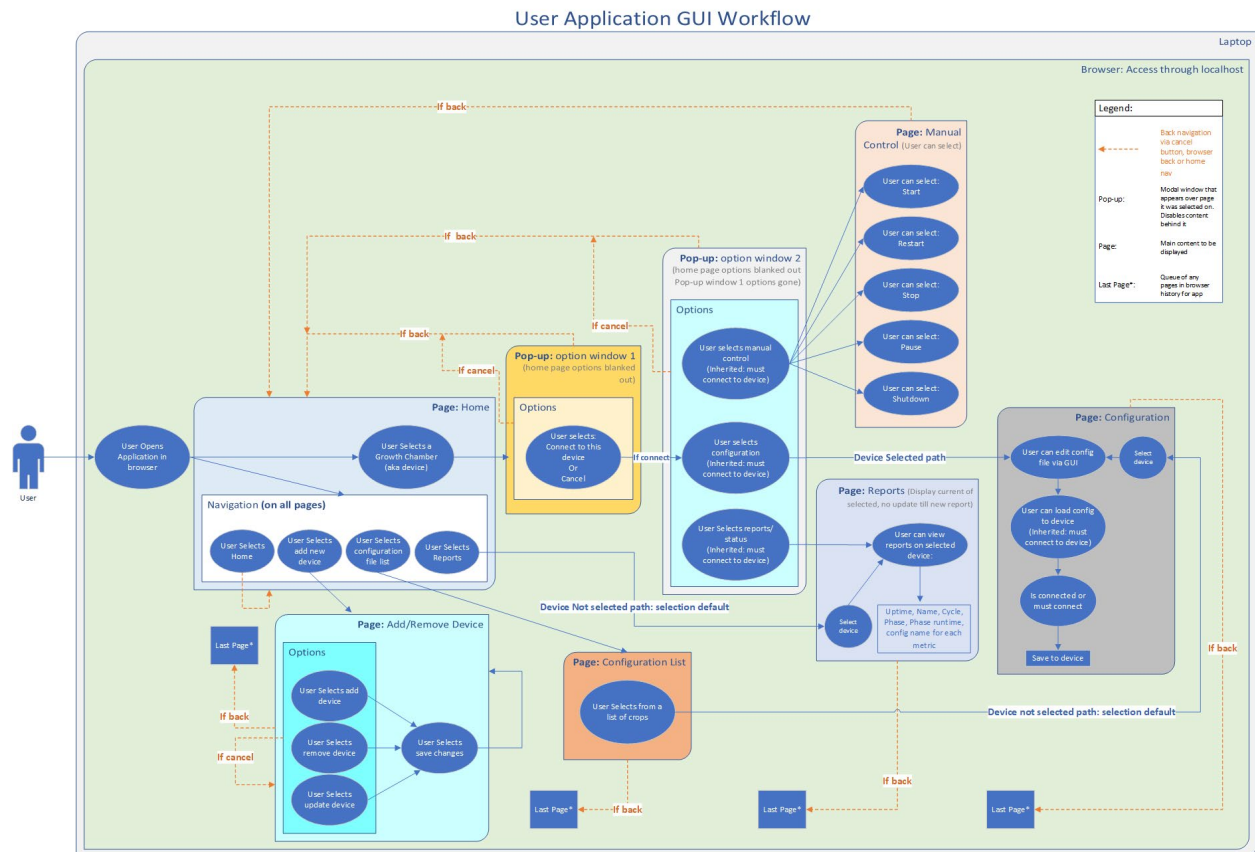 User Application GUI Workflow
Laptop
Browser: Access through localhost
Legend:
Back navigation
via cancel
button, browser
back or home
nav
Pop-up:
Modal window that
appears over page
it was selected on.
Disables content
behind it
Page:
Main content to be
displayed
Last Page*:
Queue of any
pages in browser
history for app
If back
Page: Manual
Control (User can select)
User can select:
Start
User can select:
Restart
User can select:
Stop
User can select:
Pause
User can select:
Shutdown
If back
Pop-up: option window 2
(home page options blanked out
Pop-up window 1 options gone)
Options
User selects manual
control
(Inherited: must
connect to device)
User selects
configuration
(Inherited: must
connect to device)
User Selects reports/
status
(Inherited: must
connect to device)
If cancel
If back
If cancel
Pop-up: option window 1
(home page options blanked
out)
Options
User selects:
Connect to this
device
Or
Cancel
If connect
User
User Opens
Application in
browser
Page: Home
User Selects a
Growth Chamber
(aka device)
Navigation (on all pages)
User Selects
Home
User Selects
add new
device
User Selects
configuration
file list
User Selects
Reports
Device Selected path
Page: Configuration
User can edit config
file via GUI
Select
device
User can load config
to device
(Inherited: must
connect to device)
Is connected or
must connect
Save to device
Page: Reports (Display current of
selected, no update till new report)
User can view
reports on selected
device:
Select
device
Uptime, Name, Cycle,
Phase, Phase runtime,
config name for each
metric
Device Not selected path: selection default
Page: Add/Remove Device
Options
User Selects add
device
User Selects
remove device
User Selects
update device
User Selects
save changes
Last Page*
If back
If cancel
Page: Configuration List
User Selects from a
list of crops
Device not selected path: selection default
If back
Last Page*
If back
Last Page*
If back
Last Page*